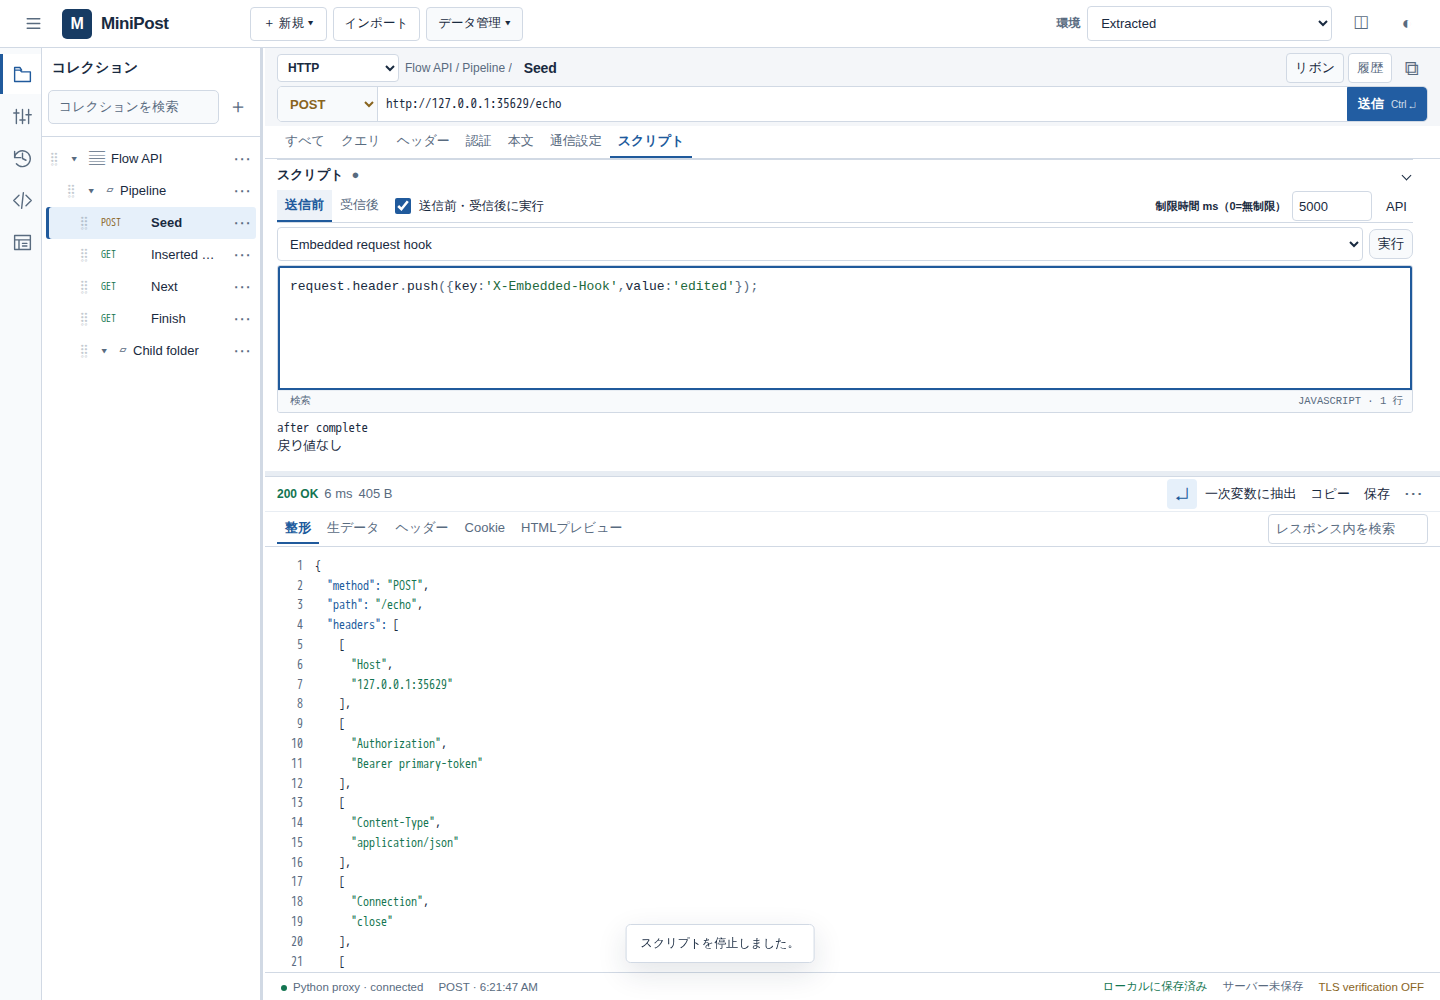 M MiniPost ＋ 新規 ▾ インポート データ管理 ▾ 環境 Extracted
コレクション
コレクションを検索 ＋
Flow API ···
Pipeline ···
POST Seed ···
GET Inserted … ···
GET Next ···
GET Finish ···
Child folder ···
HTTP Flow API / Pipeline / Seed リボン 履歴
POST http://127.0.0.1:35629/echo 送信 Ctrl ⏎
すべて クエリ ヘッダー 認証 本文 通信設定 スクリプト
スクリプト ●
送信前 受信後 送信前・受信後に実行 制限時間 ms（0=無制限） 5000 API
Embedded request hook 実行
request.header.push({key:'X-Embedded-Hook',value:'edited'});
検索 JAVASCRIPT · 1 行
after complete
戻り値なし
200 OK 6 ms 405 B 一次変数に抽出 コピー 保存 ···
整形 生データ ヘッダー Cookie HTMLプレビュー レスポンス内を検索
1 {
2 "method": "POST",
3 "path": "/echo",
4 "headers": [
5 [
6 "Host",
7 "127.0.0.1:35629"
8 ],
9 [
10 "Authorization",
11 "Bearer primary-token"
12 ],
13 [
14 "Content-Type",
15 "application/json"
16 ],
17 [
18 "Connection",
19 "close"
20 ],
21 [
スクリプトを停止しました。
Python proxy · connected POST · 6:21:47 AM ローカルに保存済み サーバー未保存 TLS verification OFF